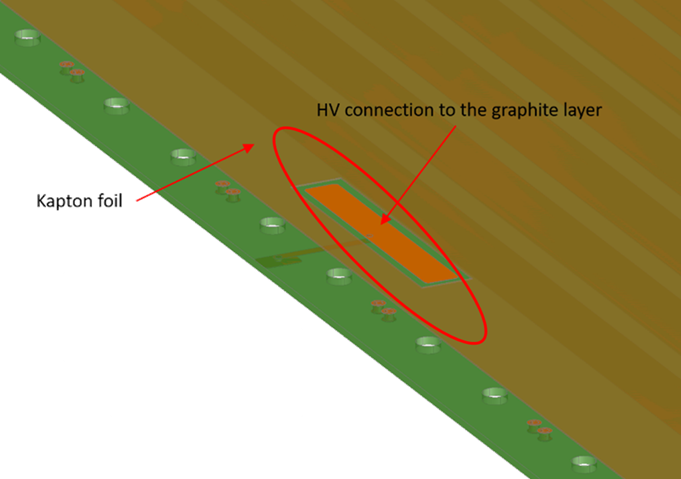 HV connection to the graphite layer
Kapton foil